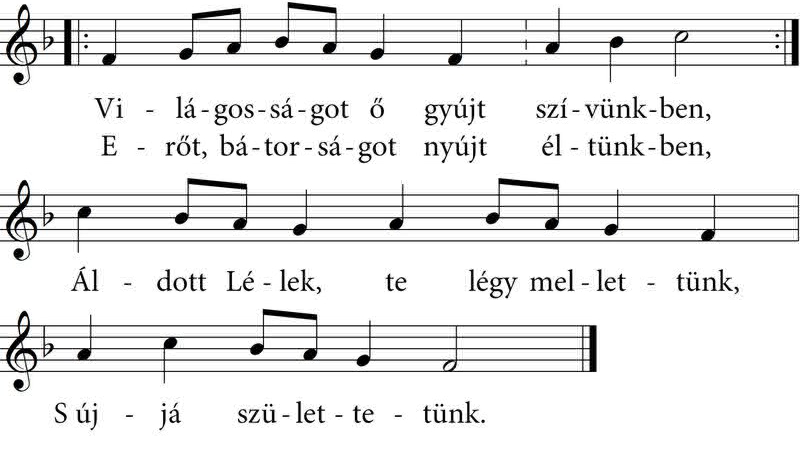 Vi - lá-gos-sá-got ő gyújt szí-vünk-ben,
E - rőt, bá-tor-sá-got nyújt él-tünk-ben,
Ál - dott Lé-lek, te légy mel-let - tünk,
S új - já szü-let-te - tünk.